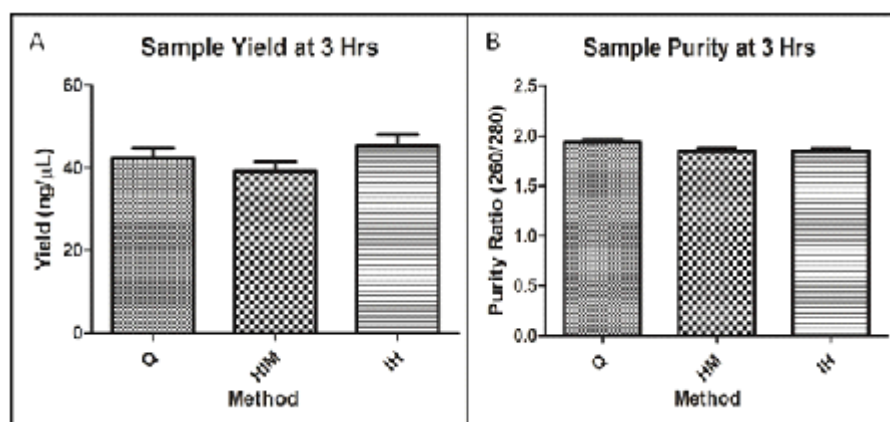 A
Sample Yield at 3 Hrs
Yield (ng/µL)
60
40
20
0
Q
HM
IH
Method
B
Sample Purity at 3 Hrs
Purity Ratio (260/280)
2.5
2.0
1.5
1.0
0.5
0.0
Q
HM
IH
Method